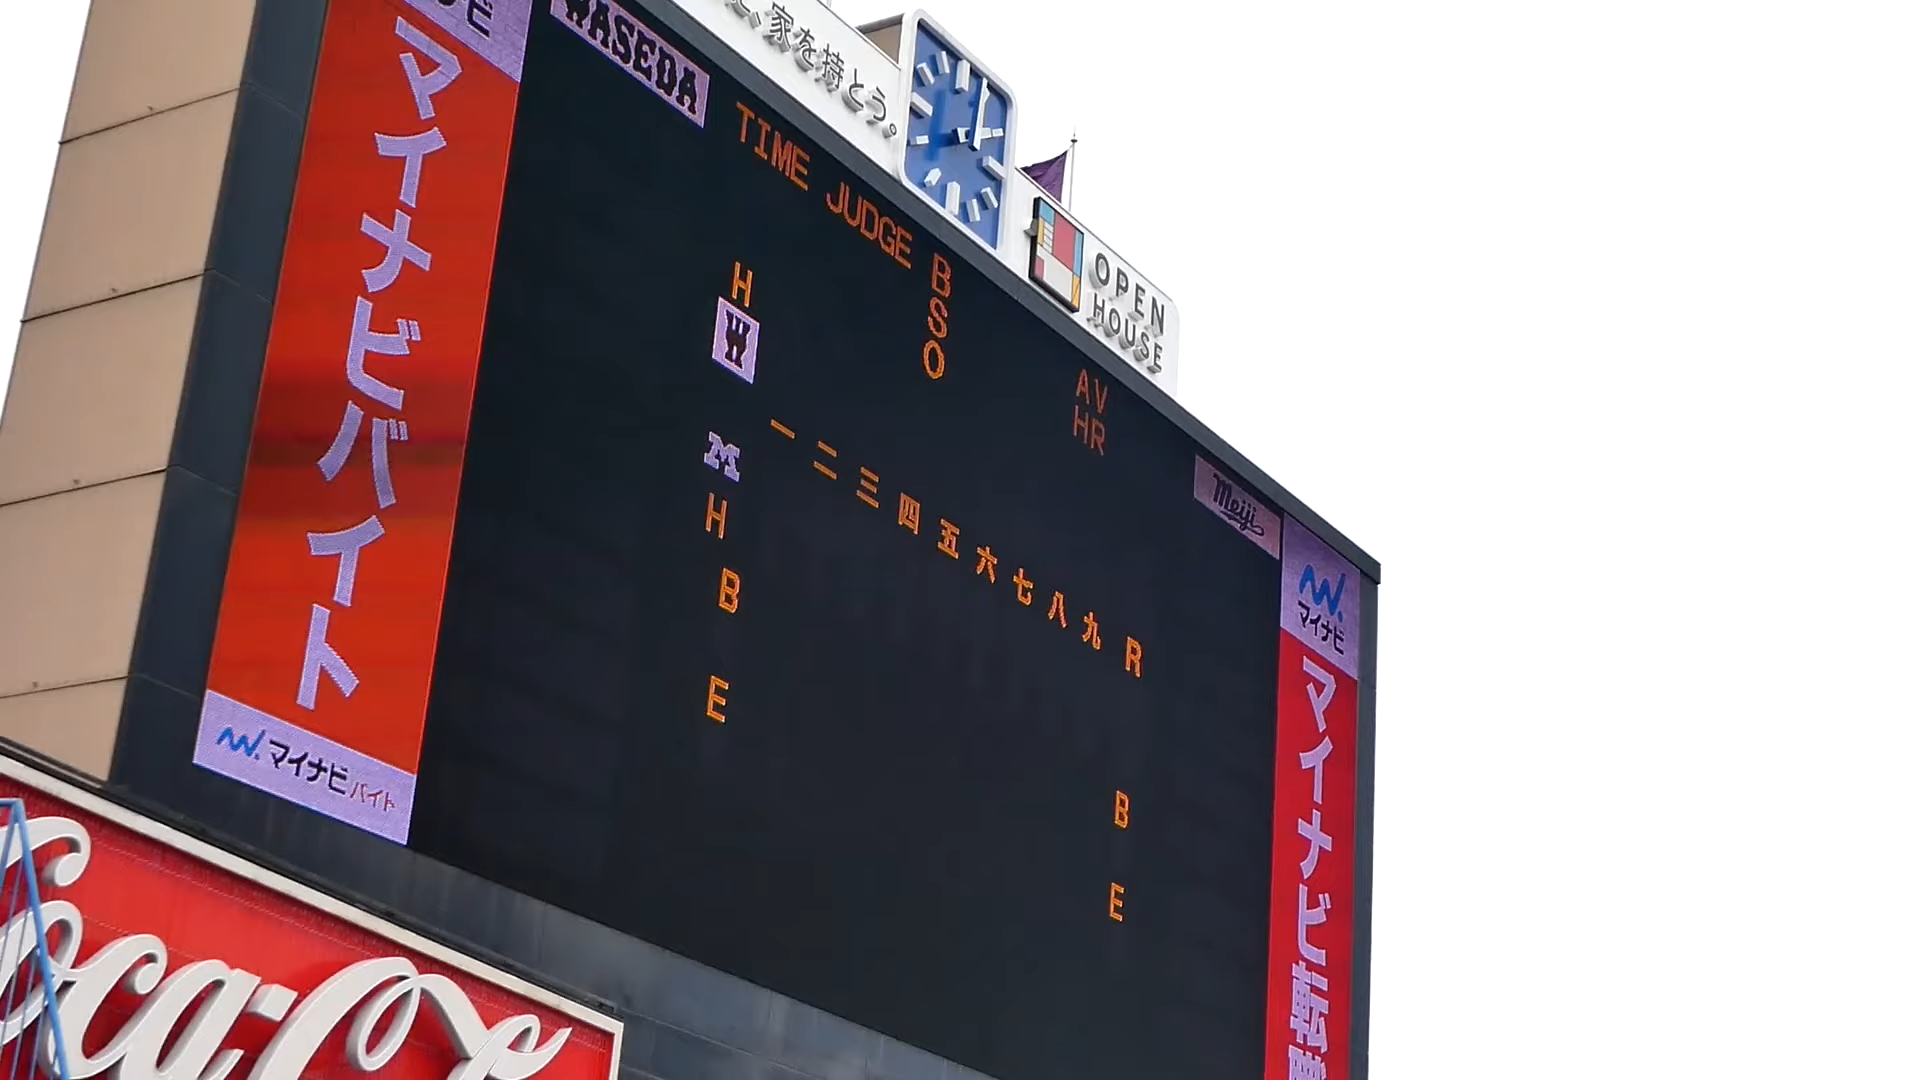 マイナビバイト
マイナビ バイト
WASEDA
、家を持とう。
OPEN
HOUSE
TIME JUDGE
B
S
O
AV
HR
H
W
M
一 二 三 四 五 六 七 八 九 R
H
B
E
B
E
Meiji
マイナビ
マイナビ転職
Coca-Co